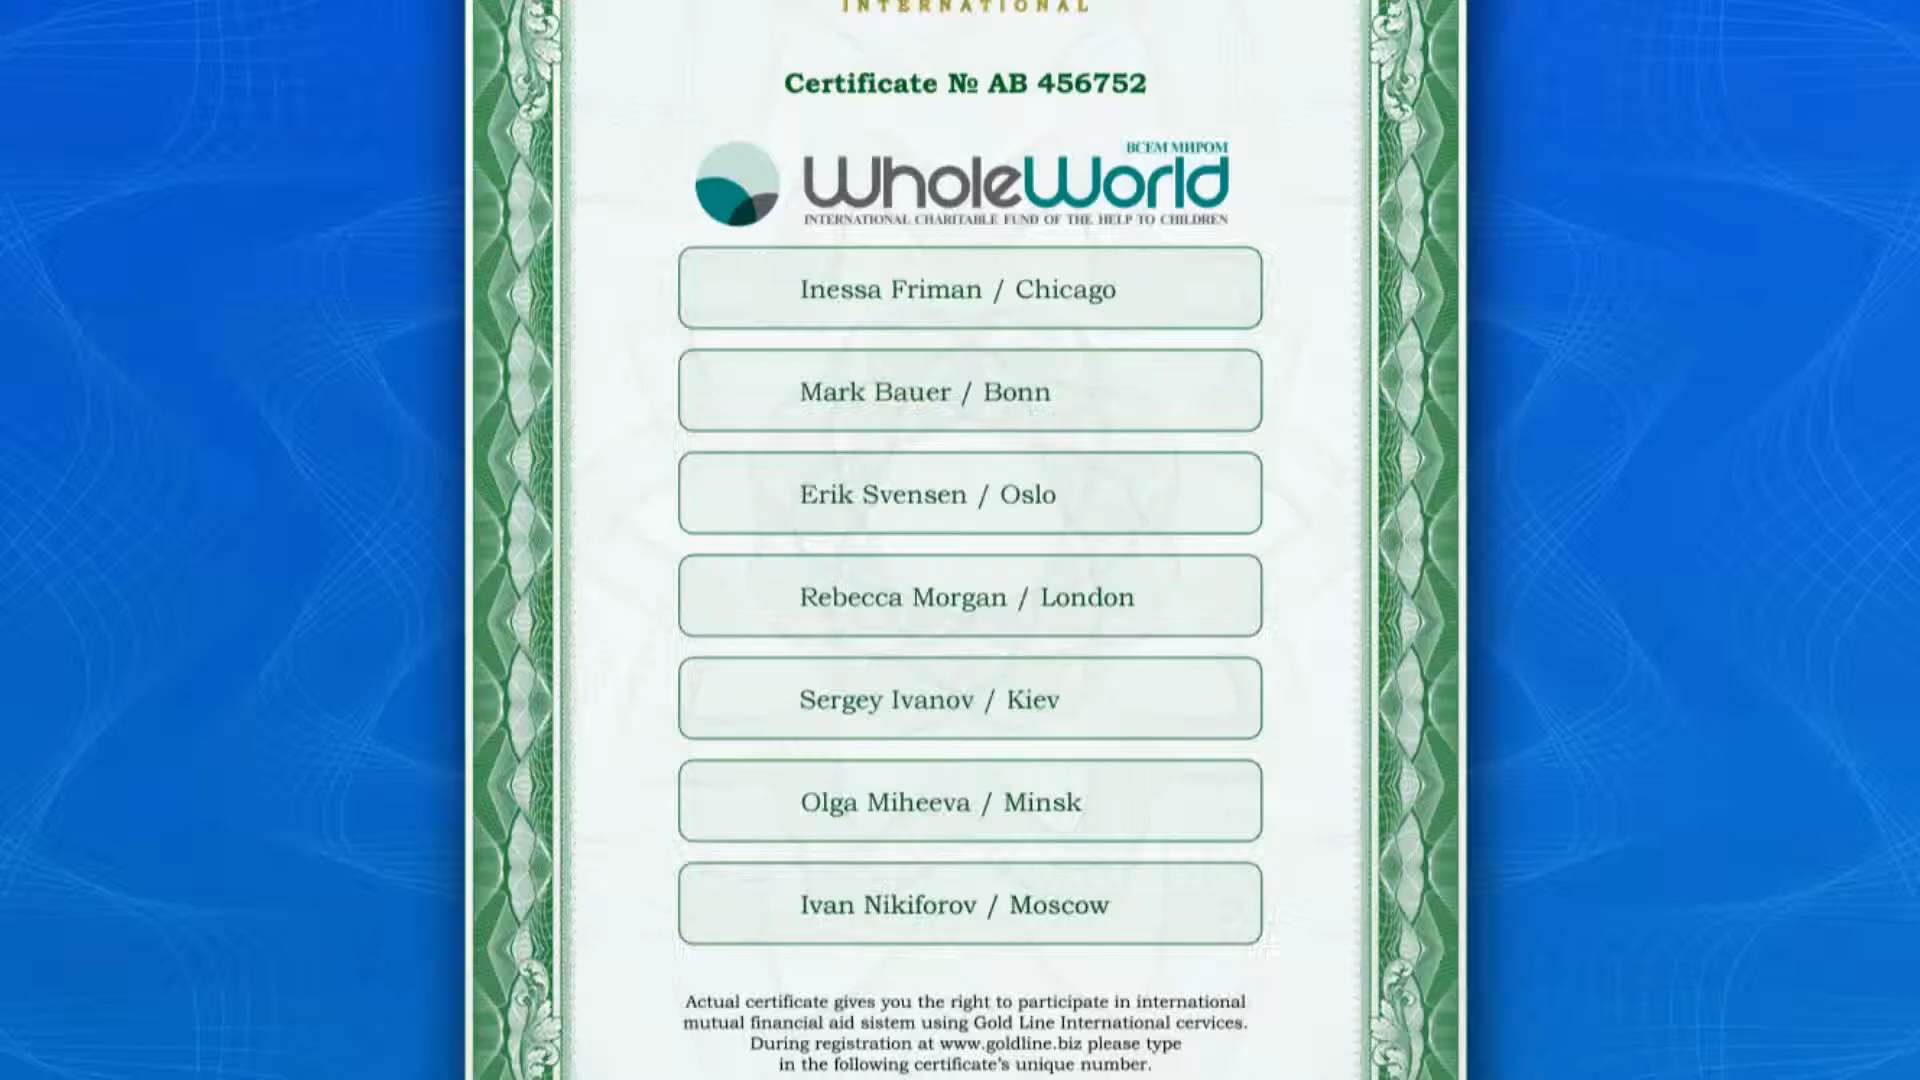 INTERNATIONAL
Certificate № AB 456752
ВСЕМ МИРОМ
WholeWorld
INTERNATIONAL CHARITABLE FUND OF THE HELP TO CHILDREN
Inessa Friman / Chicago
Mark Bauer / Bonn
Erik Svensen / Oslo
Rebecca Morgan / London
Sergey Ivanov / Kiev
Olga Miheeva / Minsk
Ivan Nikiforov / Moscow
Actual certificate gives you the right to participate in international
mutual financial aid sistem using Gold Line International cervices.
During registration at www.goldline.biz please type
in the following certificate's unique number.